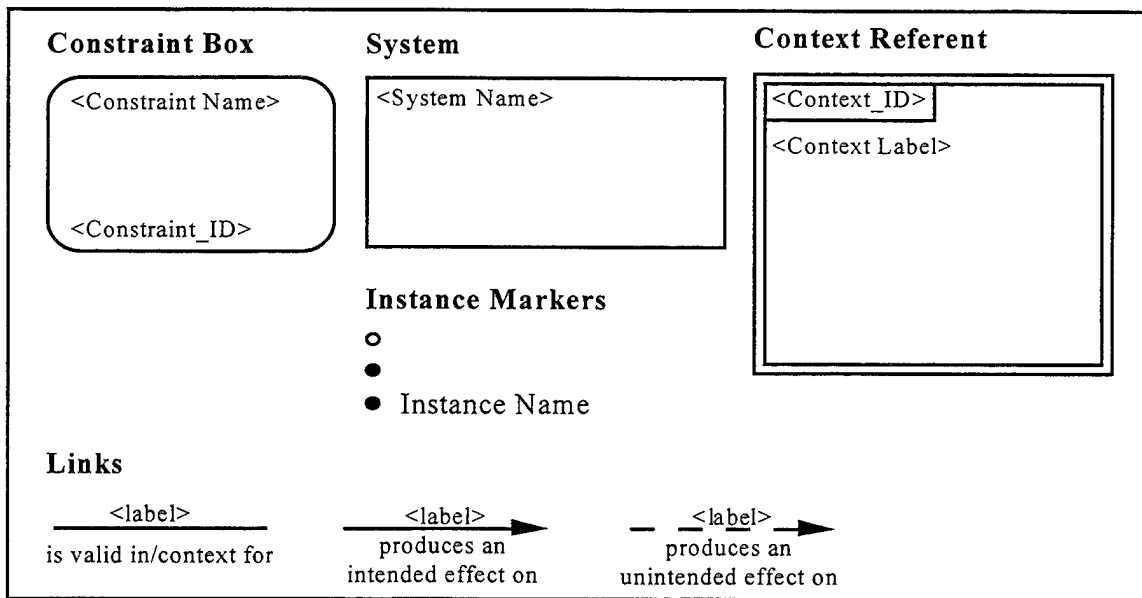 Constraint Box
<Constraint Name>
<Constraint_ID>
System
<System Name>
Context Referent
<Context_ID>
<Context Label>
Instance Markers
Instance Name
Links
<label>
is valid in/context for
<label>
produces an
intended effect on
<label>
produces an
unintended effect on